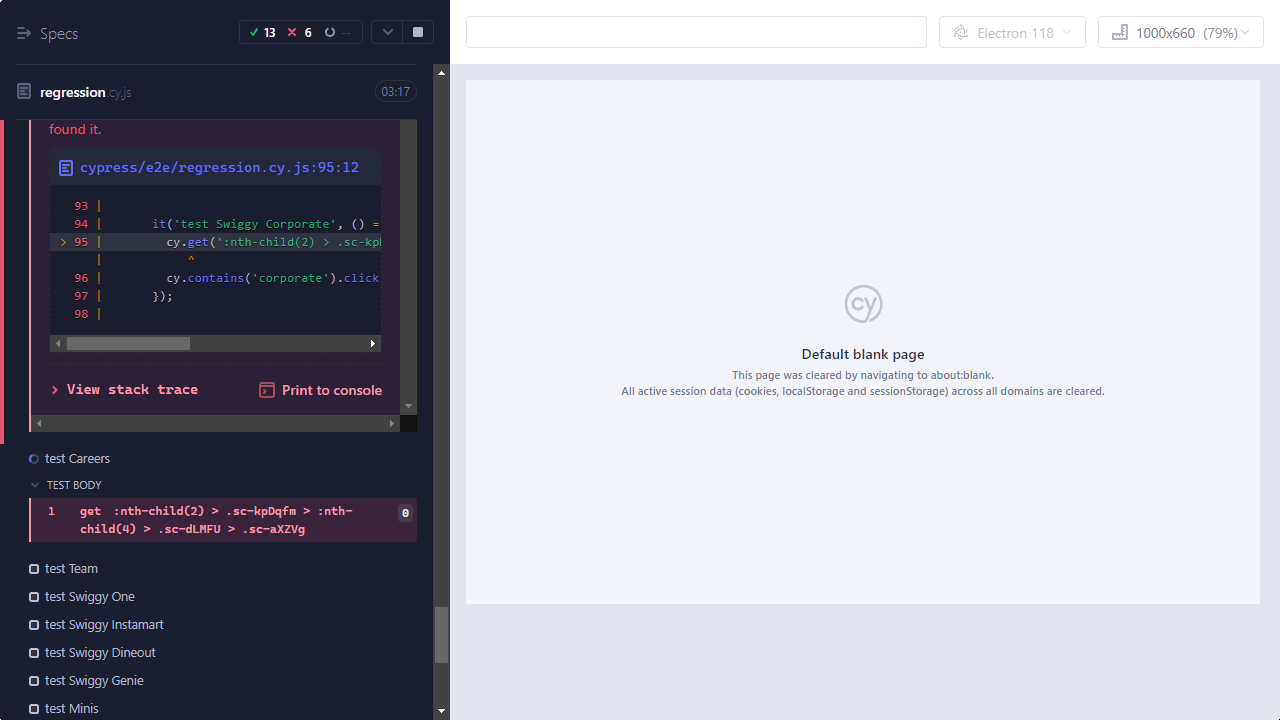 Specs
13
6
--
Electron 118
1000x660 (79%)
regression.cy.js
03:17
found it.
cypress/e2e/regression.cy.js:95:12
93 |
94 | it('test Swiggy Corporate', () =
> 95 | cy.get(':nth-child(2) > .sc-kp
| ^
96 | cy.contains('corporate').click
97 | });
98 |
View stack trace
Print to console
test Careers
TEST BODY
1 get :nth-child(2) > .sc-kpDqfm > :nth-
child(4) > .sc-dLMFU > .sc-aXZVg
0
test Team
test Swiggy One
test Swiggy Instamart
test Swiggy Dineout
test Swiggy Genie
test Minis
cy
Default blank page
This page was cleared by navigating to about:blank.
All active session data (cookies, localStorage and sessionStorage) across all domains are cleared.